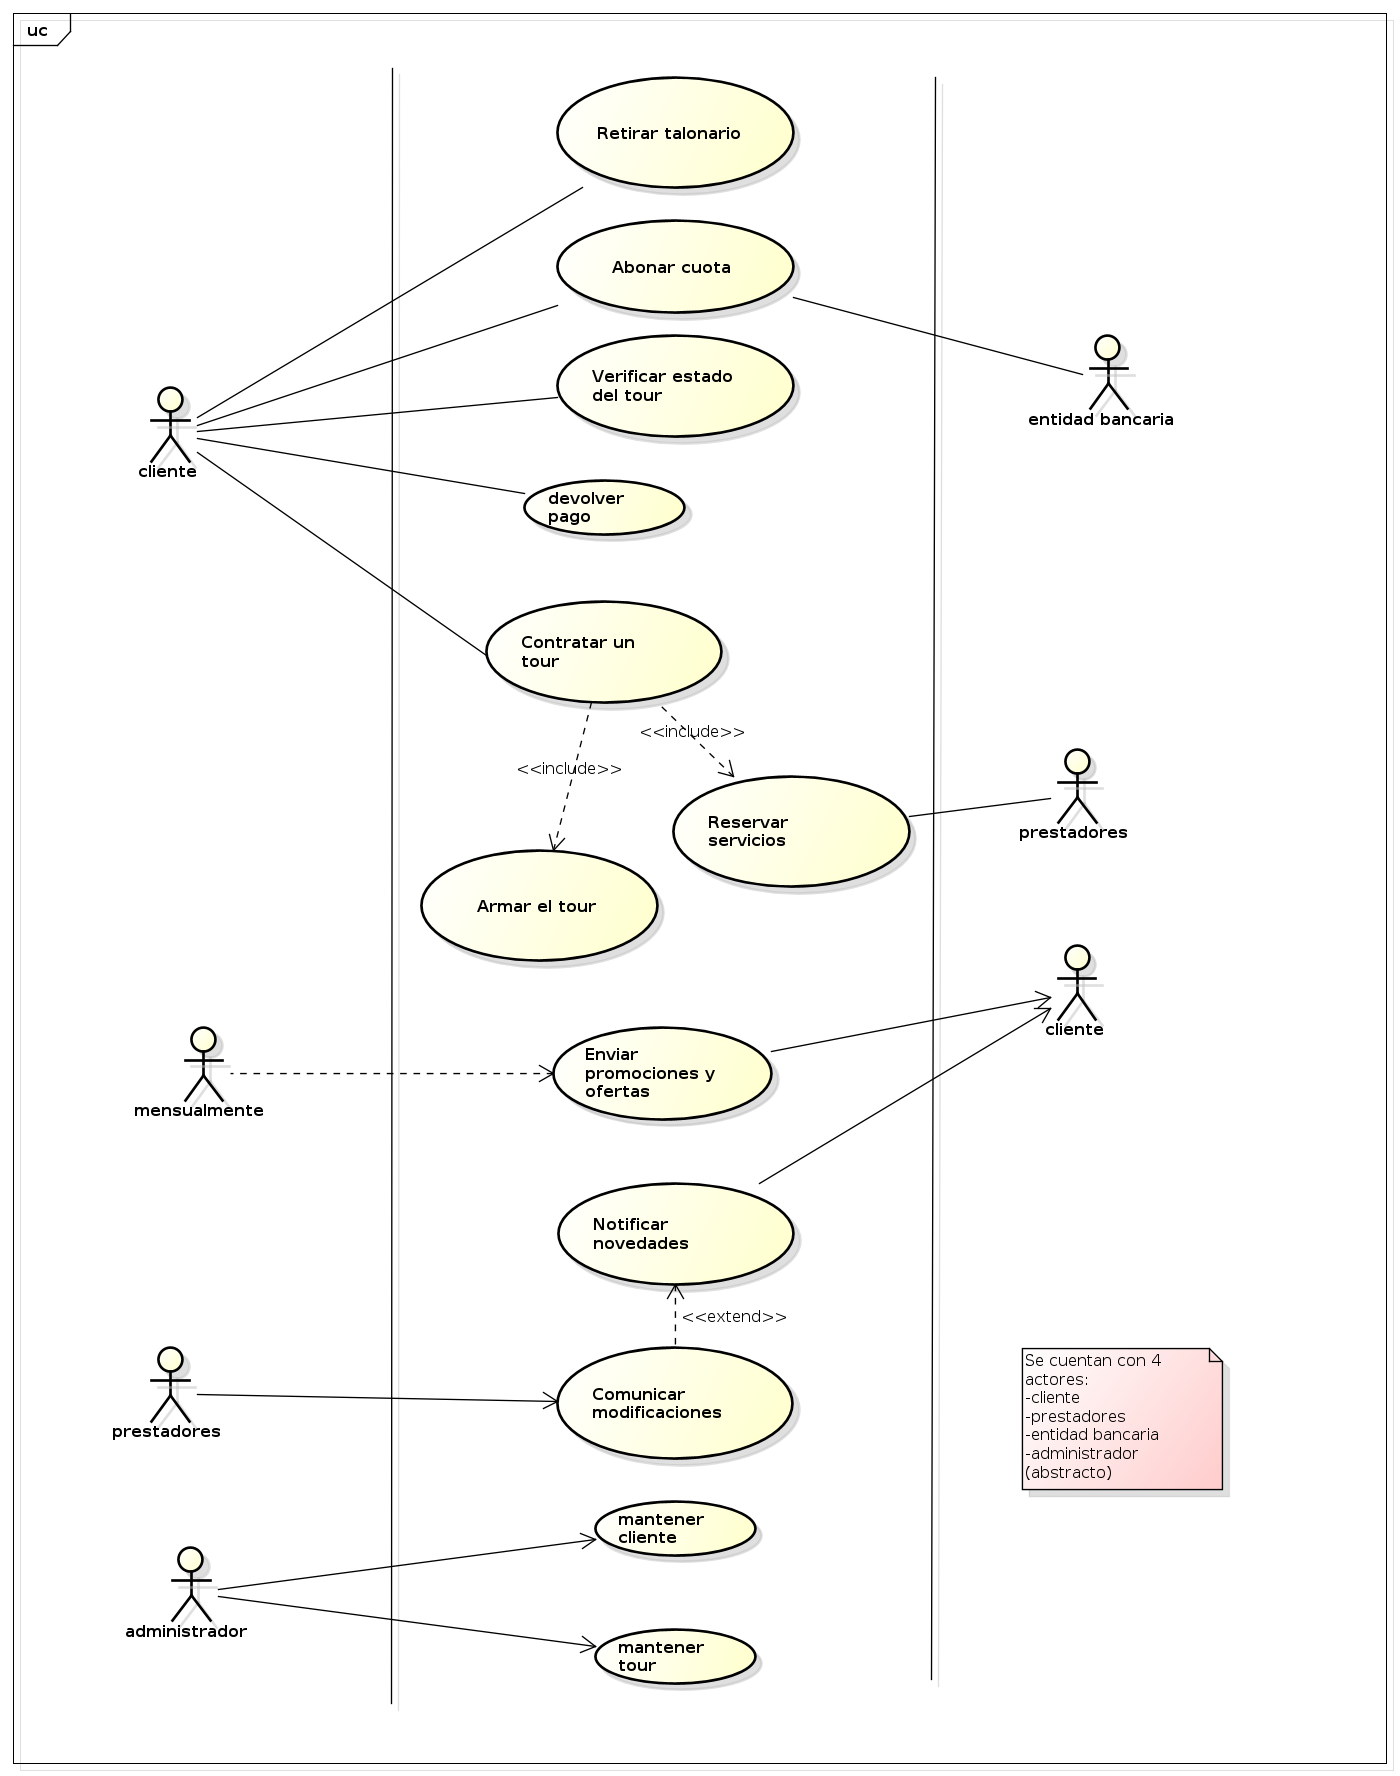 uc
Retirar talonario
Abonar cuota
Verificar estado
del tour
entidad bancaria
cliente
devolver
pago
Contratar un
tour
<<include>>
<<include>>
Reservar
servicios
prestadores
Armar el tour
cliente
Enviar
promociones y
ofertas
mensualmente
Notificar
novedades
<<extend>>
Comunicar
modificaciones
prestadores
Se cuentan con 4
actores:
-cliente
-prestadores
-entidad bancaria
-administrador
(abstracto)
mantener
cliente
administrador
mantener
tour